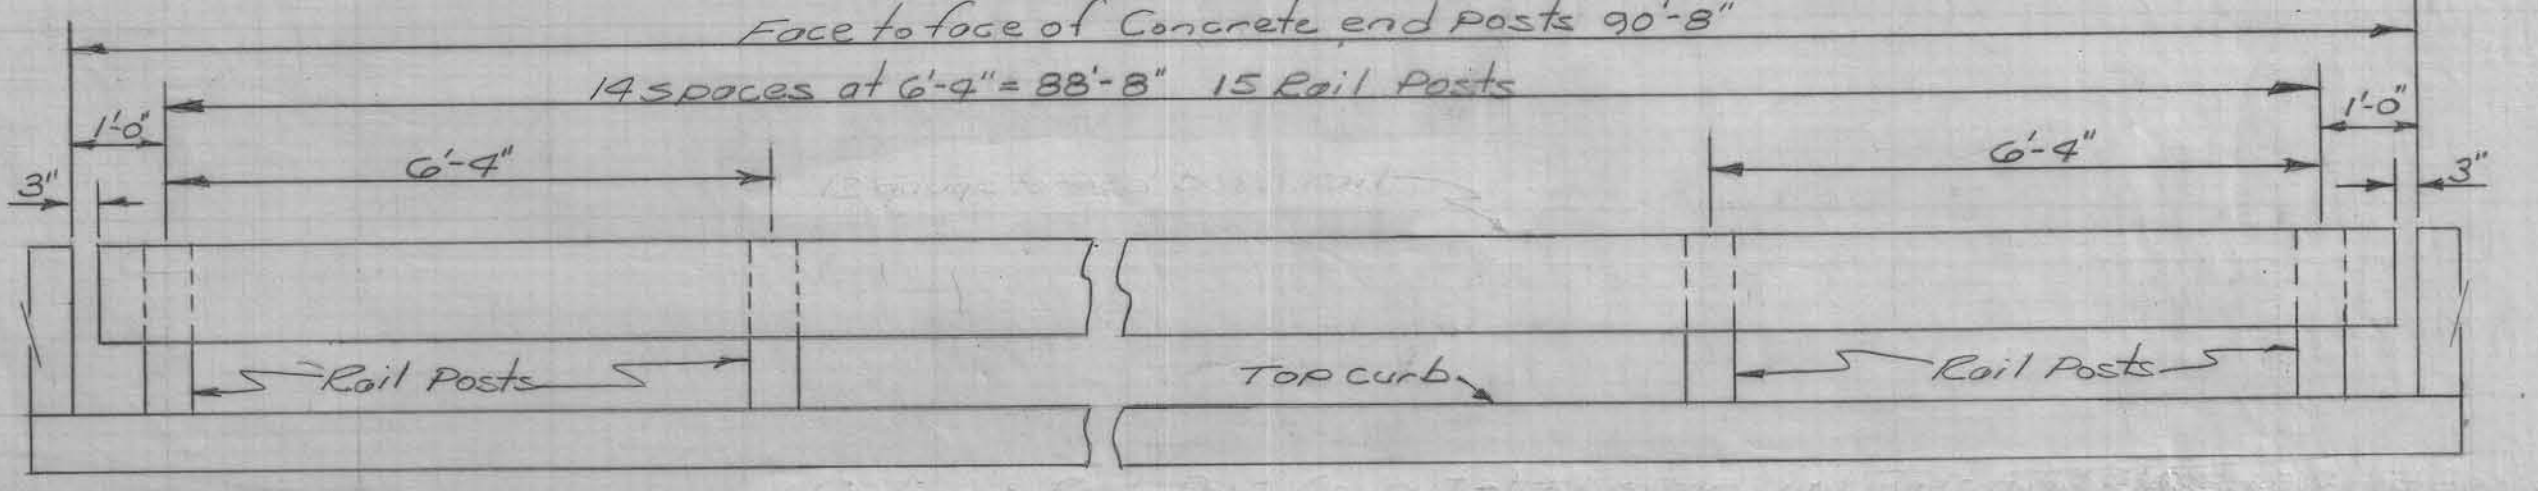 Face to face of Concrete end posts 90'-8"
14 spaces at 6'-4" = 88'-8" 15 Rail Posts
1'-0"
1'-0"
6'-4"
6'-4"
3"
3"
Rail Posts
Top curb
Rail Posts